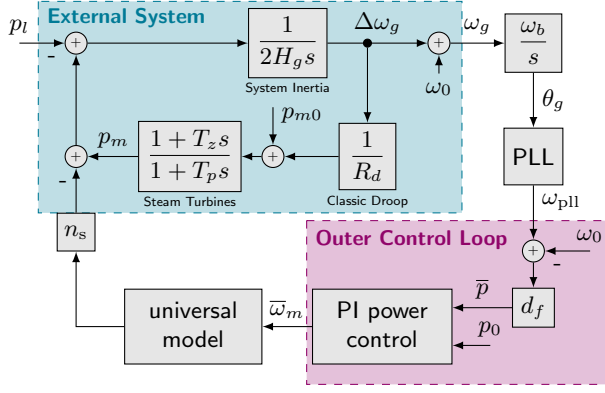 External System
p_l
-
+
1
2H_g s
System Inertia
Δω_g
+
ω_g
ω_0
ω_b
s
θ_g
PLL
ω_pll
p_m
+
-
1 + T_z s
1 + T_p s
Steam Turbines
p_{m0}
+
1
R_d
Classic Droop
n_s
Outer Control Loop
+
-
ω_0
d_f
p̅
p_0
PI power
control
ω̅_m
universal
model